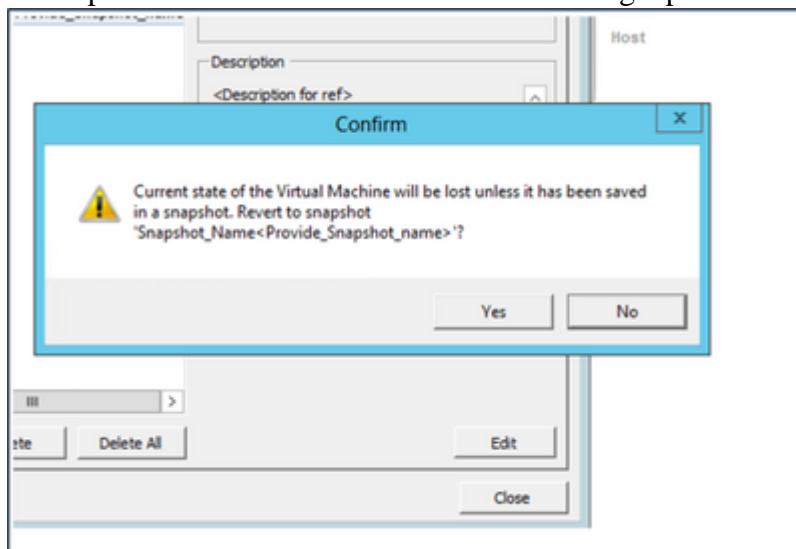 Host
Description
<Description for ref>
Confirm
x
Current state of the Virtual Machine will be lost unless it has been saved
in a snapshot. Revert to snapshot
'Snapshot_Name<Provide_Snapshot_name>'?
Yes
No
Delete All
Edit
Close